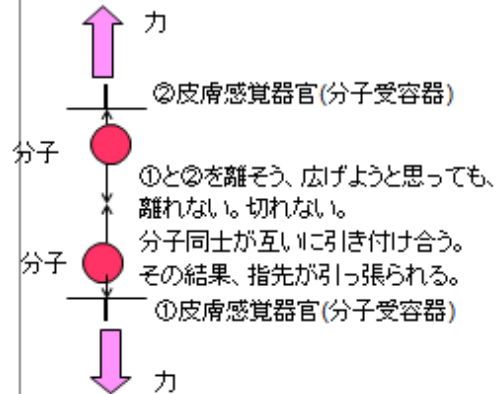 力
②皮膚感覚器官(分子受容器)
分子
①と②を離そう、広げようと思っても、
離れない。切れない。
分子同士が互いに引き付け合う。
分子
その結果、指先が引っ張られる。
①皮膚感覚器官(分子受容器)
力